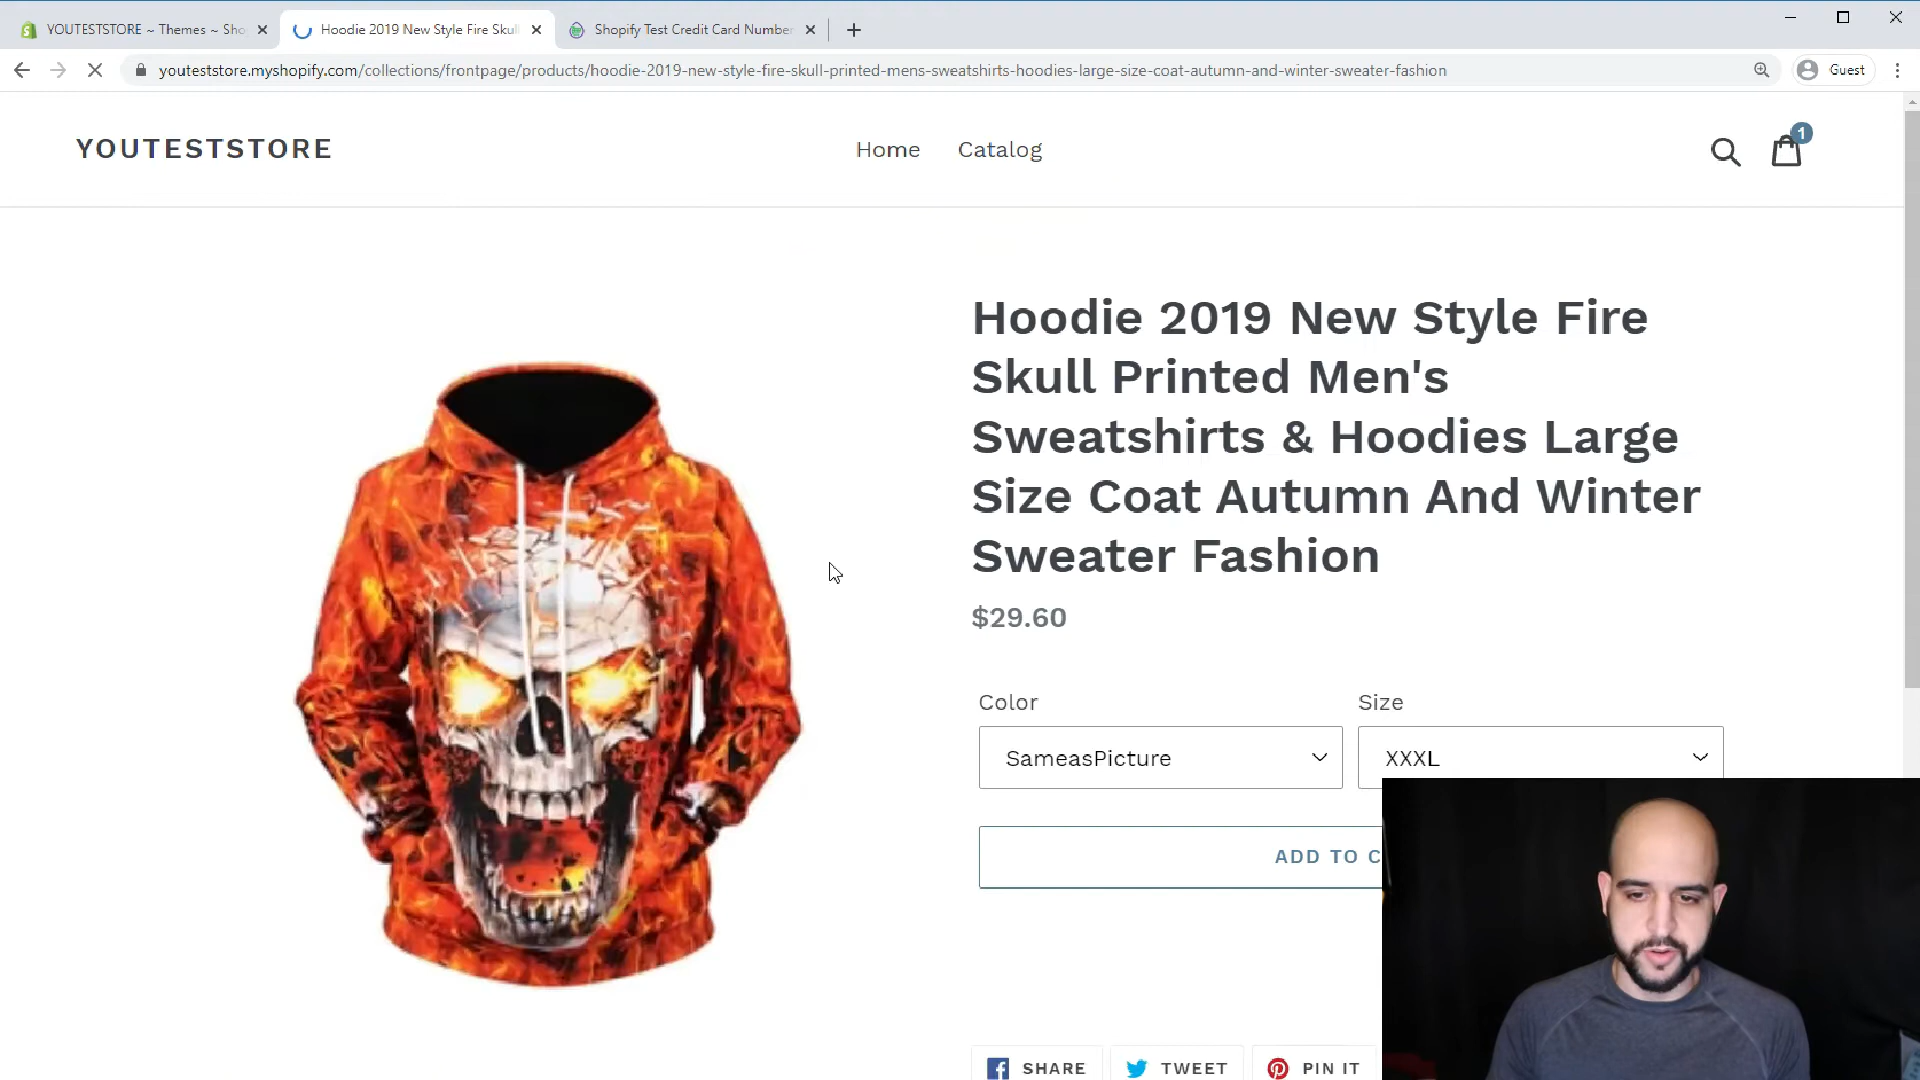 YOUTESTSTORE ~ Themes ~ Sho
Hoodie 2019 New Style Fire Skull
Shopify Test Credit Card Number
youteststore.myshopify.com/collections/frontpage/products/hoodie-2019-new-style-fire-skull-printed-mens-sweatshirts-hoodies-large-size-coat-autumn-and-winter-sweater-fashion
Guest
YOUTESTSTORE
Home
Catalog
1
Hoodie 2019 New Style Fire
Skull Printed Men's
Sweatshirts & Hoodies Large
Size Coat Autumn And Winter
Sweater Fashion
$29.60
Color
Size
SameasPicture
XXXL
ADD TO C
SHARE
TWEET
PIN IT